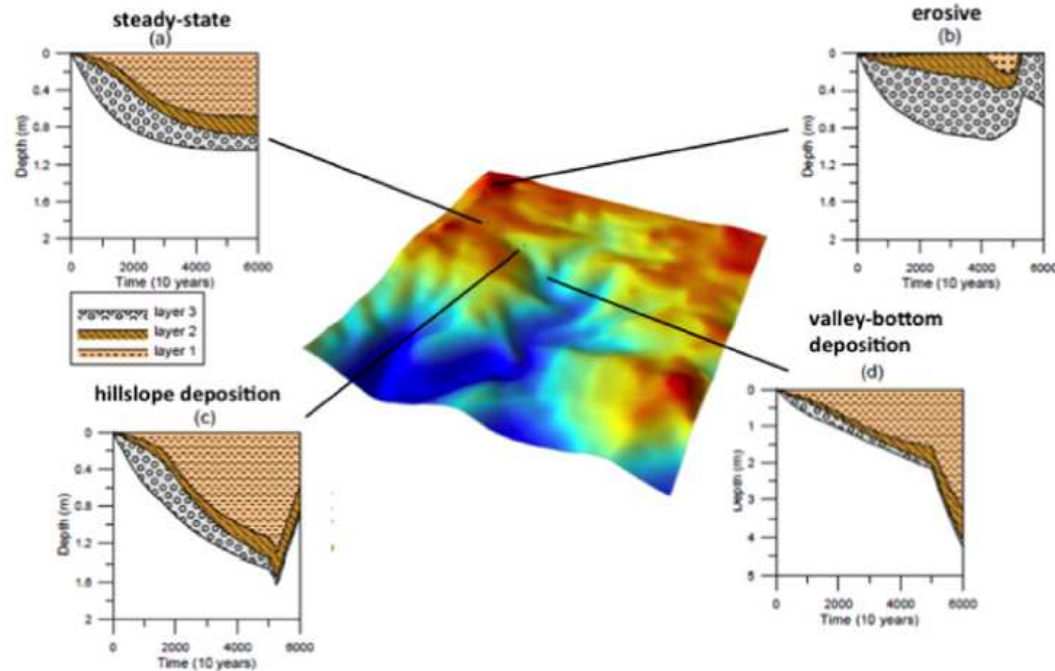 steady-state
(a)
0
0.4
0.8
1.2
1.6
2
Depth (m)
0 2000 4000 6000
Time (10 years)
erosive
(b)
0
0.4
0.8
1.2
1.6
2
Depth (m)
0 2000 4000 6000
Time (10 years)
layer 3
layer 2
layer 1
hillslope deposition
(c)
0
0.4
0.8
1.2
1.6
2
Depth (m)
0 2000 4000 6000
Time (10 years)
valley-bottom
deposition
(d)
0
1
2
3
4
5
Depth (m)
0 2000 4000 6000
Time (10 years)